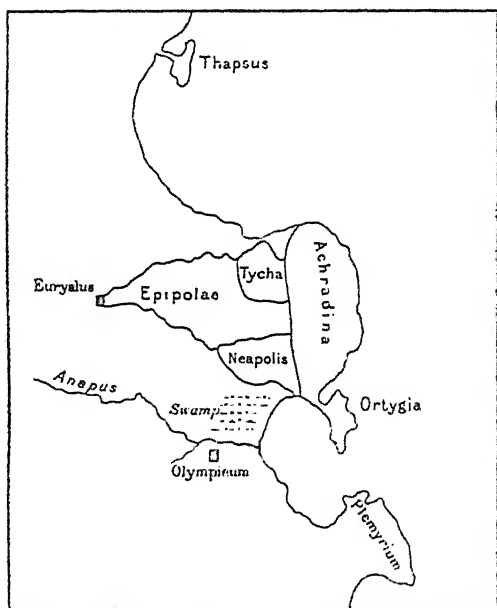 Thapsus
Achradina
Tycha
Euryalus
Epipolae
Neapolis
Anapus
Swamp
Ortygia
Olympieum
Plemyrium